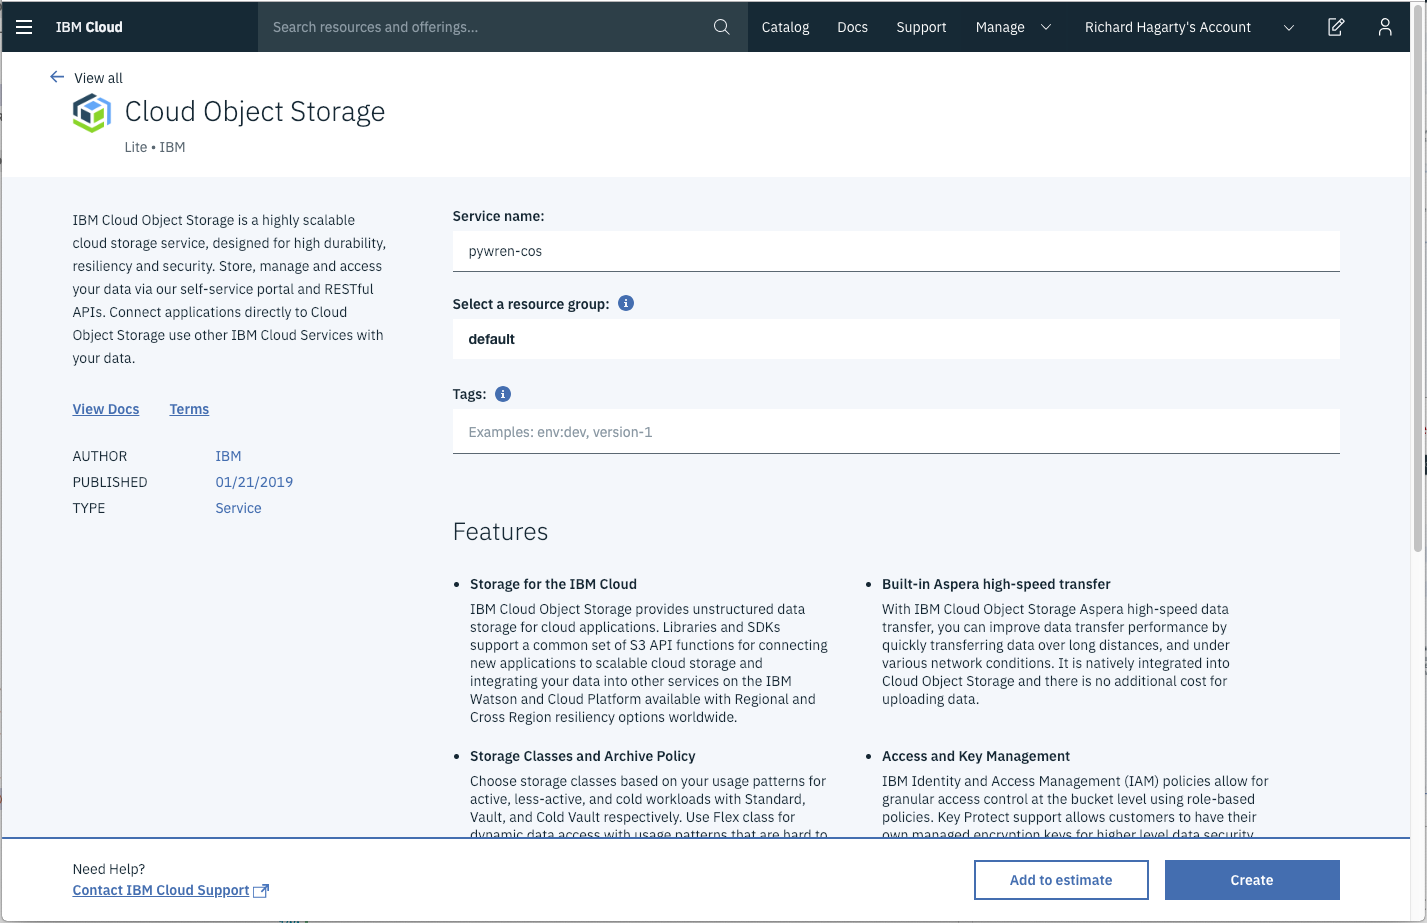 IBM Cloud
Search resources and offerings...
Catalog
Docs
Support
Manage
Richard Hagarty's Account
View all
Cloud Object Storage
Lite • IBM
IBM Cloud Object Storage is a highly scalable
cloud storage service, designed for high durability,
resiliency and security. Store, manage and access
your data via our self-service portal and RESTful
APIs. Connect applications directly to Cloud
Object Storage use other IBM Cloud Services with
your data.
View Docs
Terms
AUTHOR IBM
PUBLISHED 01/21/2019
TYPE Service
Service name:
pywren-cos
Select a resource group:
default
Tags:
Examples: env:dev, version-1
Features
• Storage for the IBM Cloud
IBM Cloud Object Storage provides unstructured data
storage for cloud applications. Libraries and SDKs
support a common set of S3 API functions for connecting
new applications to scalable cloud storage and
integrating your data into other services on the IBM
Watson and Cloud Platform available with Regional and
Cross Region resiliency options worldwide.
• Built-in Aspera high-speed transfer
With IBM Cloud Object Storage Aspera high-speed data
transfer, you can improve data transfer performance by
quickly transferring data over long distances, and under
various network conditions. It is natively integrated into
Cloud Object Storage and there is no additional cost for
uploading data.
• Storage Classes and Archive Policy
Choose storage classes based on your usage patterns for
active, less-active, and cold workloads with Standard,
Vault, and Cold Vault respectively. Use Flex class for
dynamic data access with usage patterns that are hard to
• Access and Key Management
IBM Identity and Access Management (IAM) policies allow for
granular access control at the bucket level using role-based
policies. Key Protect support allows customers to have their
own managed encryption keys for higher level data security
Need Help?
Contact IBM Cloud Support
Add to estimate
Create